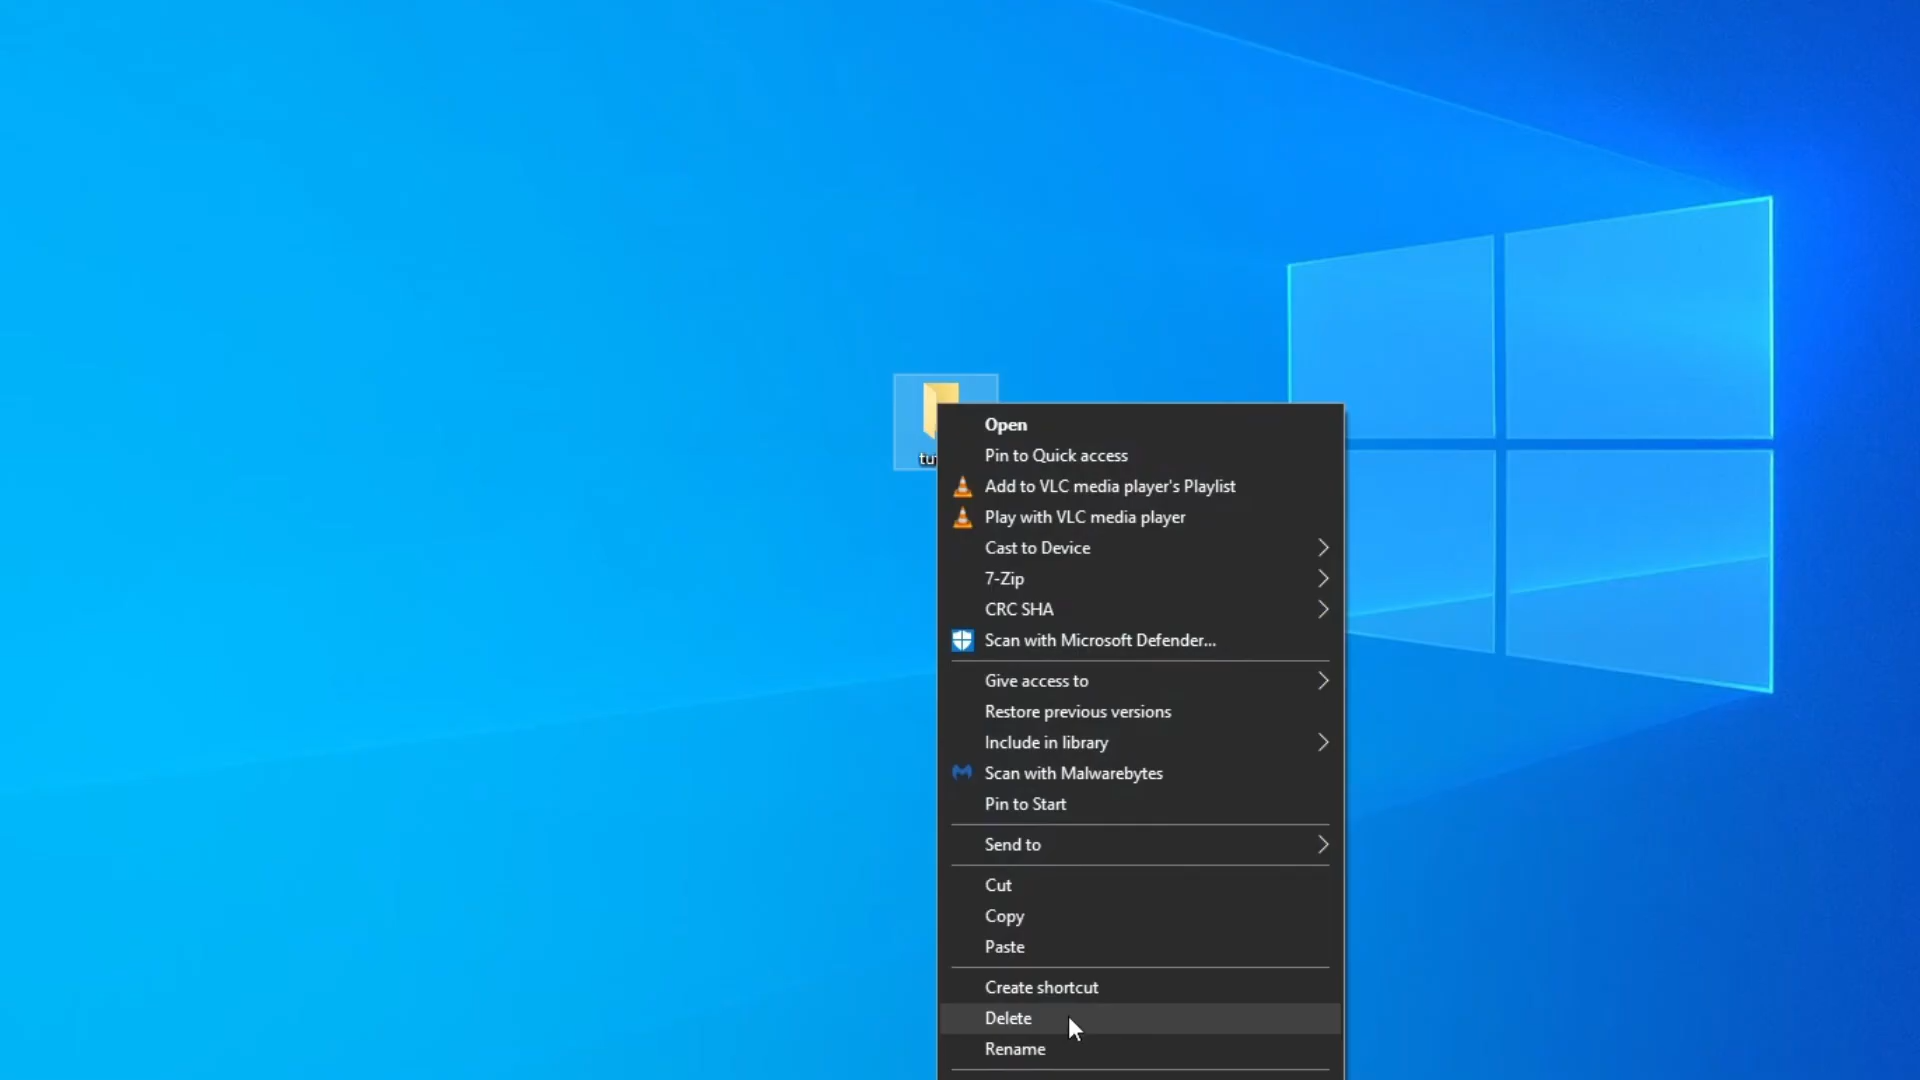 Open
Pin to Quick access
Add to VLC media player's Playlist
Play with VLC media player
Cast to Device
7-Zip
CRC SHA
Scan with Microsoft Defender...
Give access to
Restore previous versions
Include in library
Scan with Malwarebytes
Pin to Start
Send to
Cut
Copy
Paste
Create shortcut
Delete
Rename